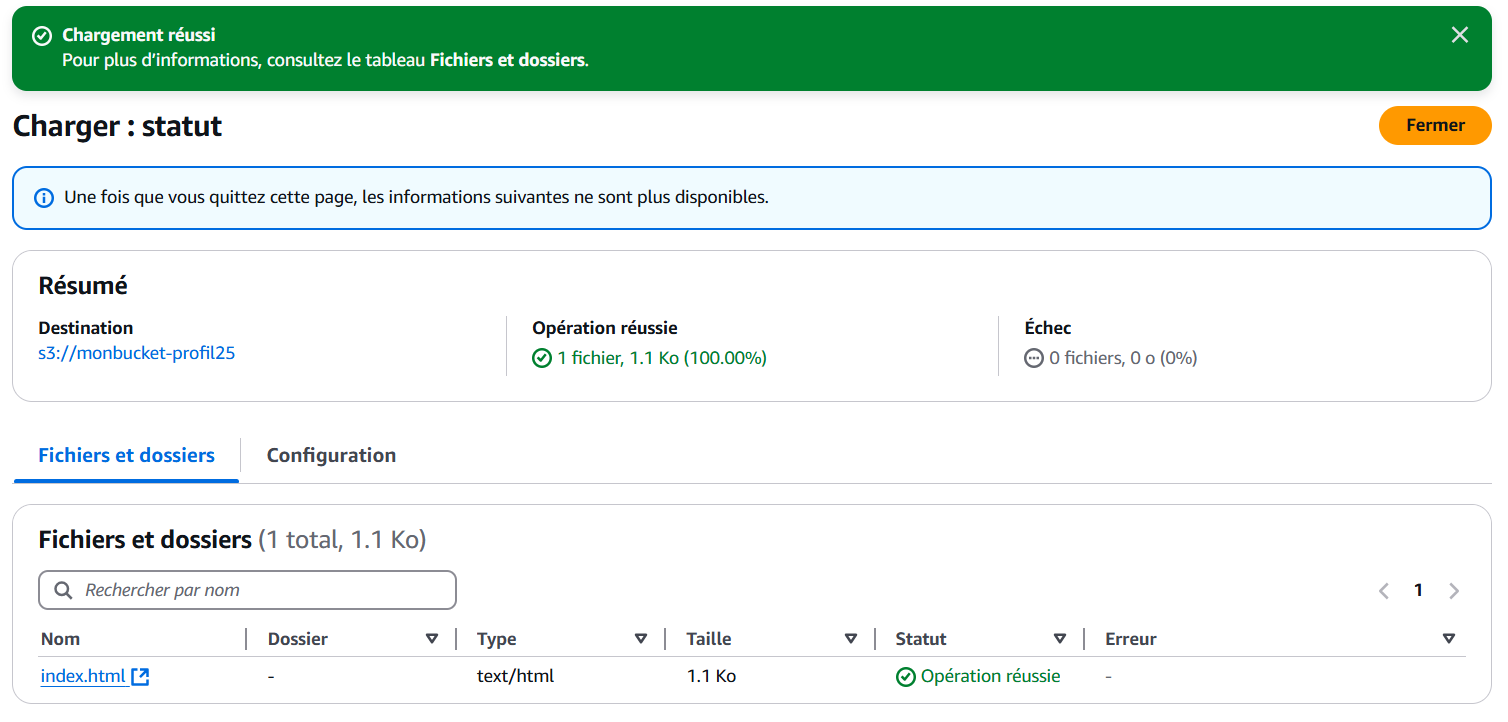 Chargement réussi
Pour plus d’informations, consultez le tableau Fichiers et dossiers.
Charger : statut
Fermer
Une fois que vous quittez cette page, les informations suivantes ne sont plus disponibles.
Résumé
Destination
s3://monbucket-profil25
Opération réussie
1 fichier, 1.1 Ko (100.00%)
Échec
0 fichiers, 0 o (0%)
Fichiers et dossiers
Configuration
Fichiers et dossiers (1 total, 1.1 Ko)
Rechercher par nom
1
Nom Dossier Type Taille Statut Erreur
index.html - text/html 1.1 Ko Opération réussie -